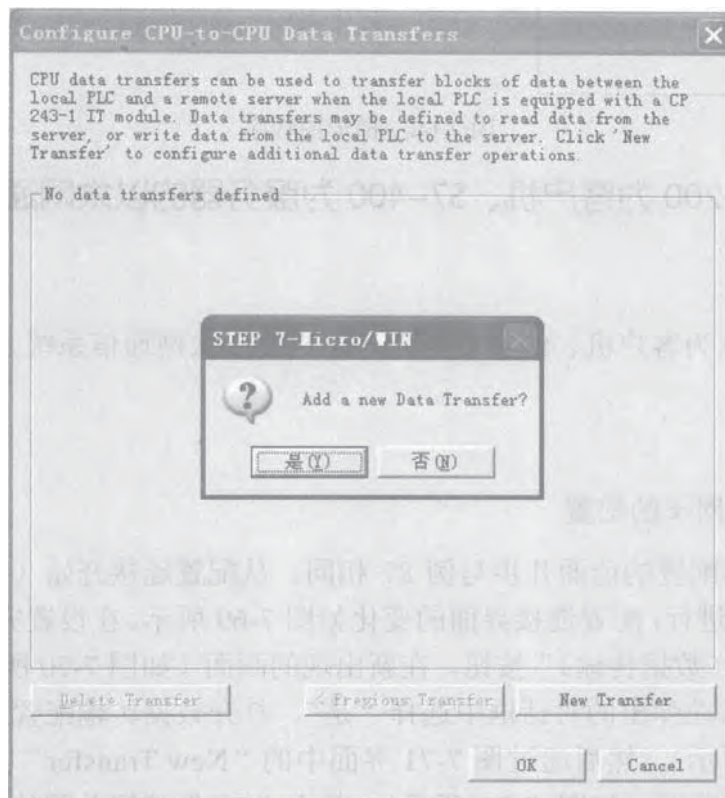 Configure CPU-to-CPU Data Transfers
CPU data transfers can be used to transfer blocks of data between the
local PLC and a remote server when the local PLC is equipped with a CP
243-1 IT module. Data transfers may be defined to read data from the
server, or write data from the local PLC to the server. Click 'New
Transfer' to configure additional data transfer operations.
No data transfers defined
STEP 7-Micro/WIN
Add a new Data Transfer?
是(Y)
否(N)
Delete Transfer
< Previous Transfer
New Transfer
OK
Cancel